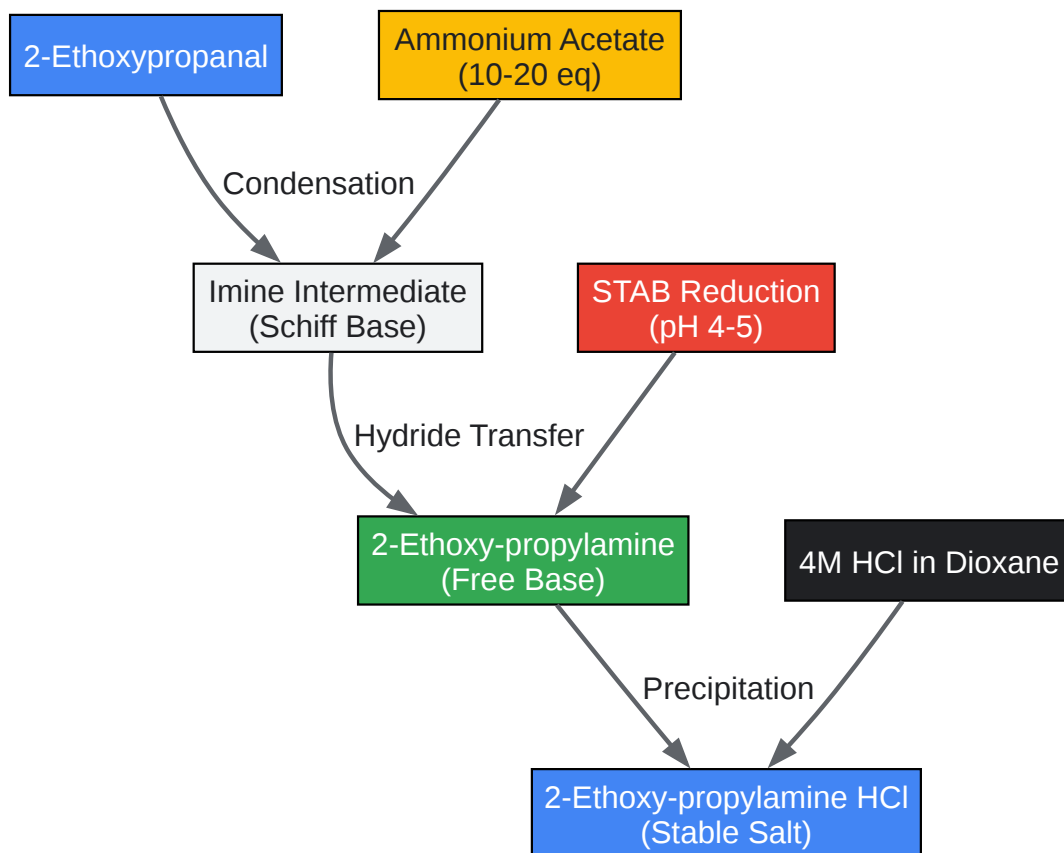 2-Ethoxypropanal
Ammonium Acetate
(10-20 eq)
Condensation
Imine Intermediate
(Schiff Base)
STAB Reduction
(pH 4-5)
Hydride Transfer
2-Ethoxy-propylamine
(Free Base)
4M HCl in Dioxane
Precipitation
2-Ethoxy-propylamine HCl
(Stable Salt)